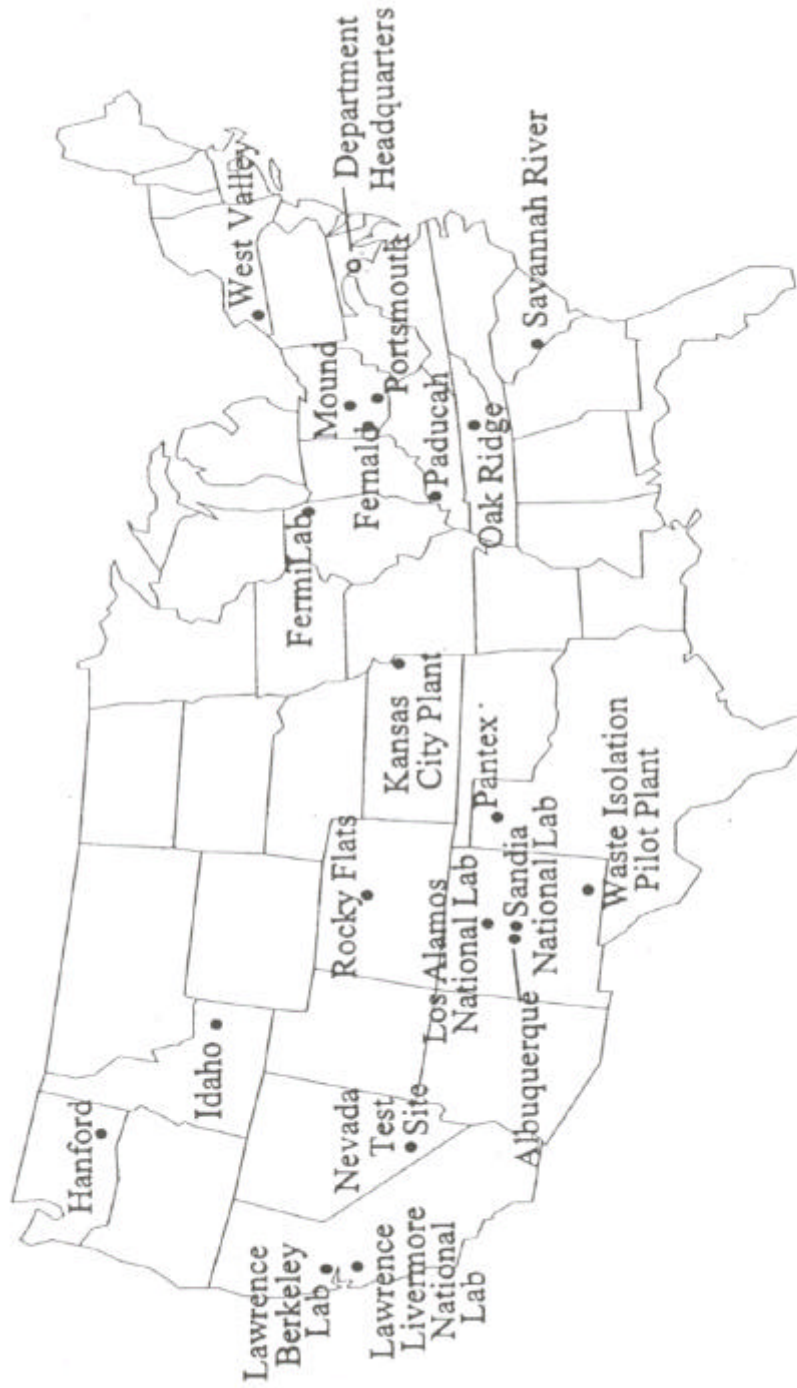 Hanford
Idaho
Lawrence
Berkeley
Lab
Lawrence
Livermore
National
Lab
Nevada
Test
Site
Rocky Flats
Los Alamos
National Lab
Albuquerque
Sandia
National Lab
Waste Isolation
Pilot Plant
Pantex
Kansas
City Plant
FermiLab
Mound
Fernald
Portsmouth
Paducah
Oak Ridge
Savannah River
West Valley
Department
Headquarters